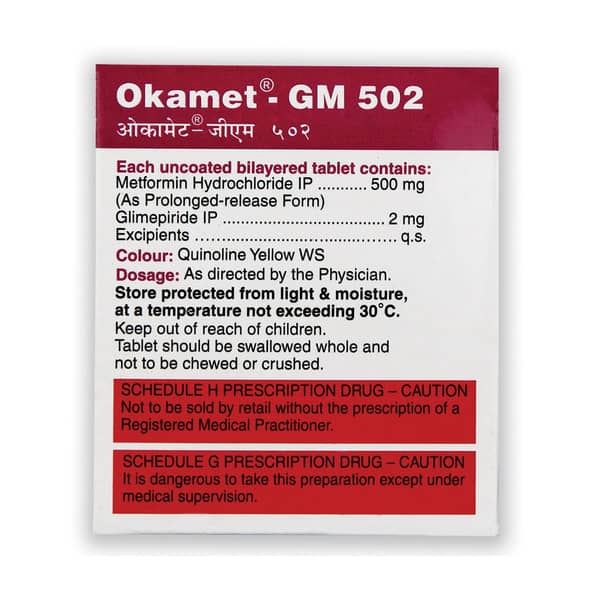 Okamet®- GM 502
ओकामेट®-जीएम ५०२
Each uncoated bilayered tablet contains:
Metformin Hydrochloride IP ........... 500 mg
(As Prolonged-release Form)
Glimepiride IP .................................... 2 mg
Excipients ........................................... q.s.
Colour: Quinoline Yellow WS
Dosage: As directed by the Physician.
Store protected from light & moisture,
at a temperature not exceeding 30°C.
Keep out of reach of children.
Tablet should be swallowed whole and
not to be chewed or crushed.
SCHEDULE H PRESCRIPTION DRUG – CAUTION
Not to be sold by retail without the prescription of a
Registered Medical Practitioner.
SCHEDULE G PRESCRIPTION DRUG – CAUTION
It is dangerous to take this preparation except under
medical supervision.